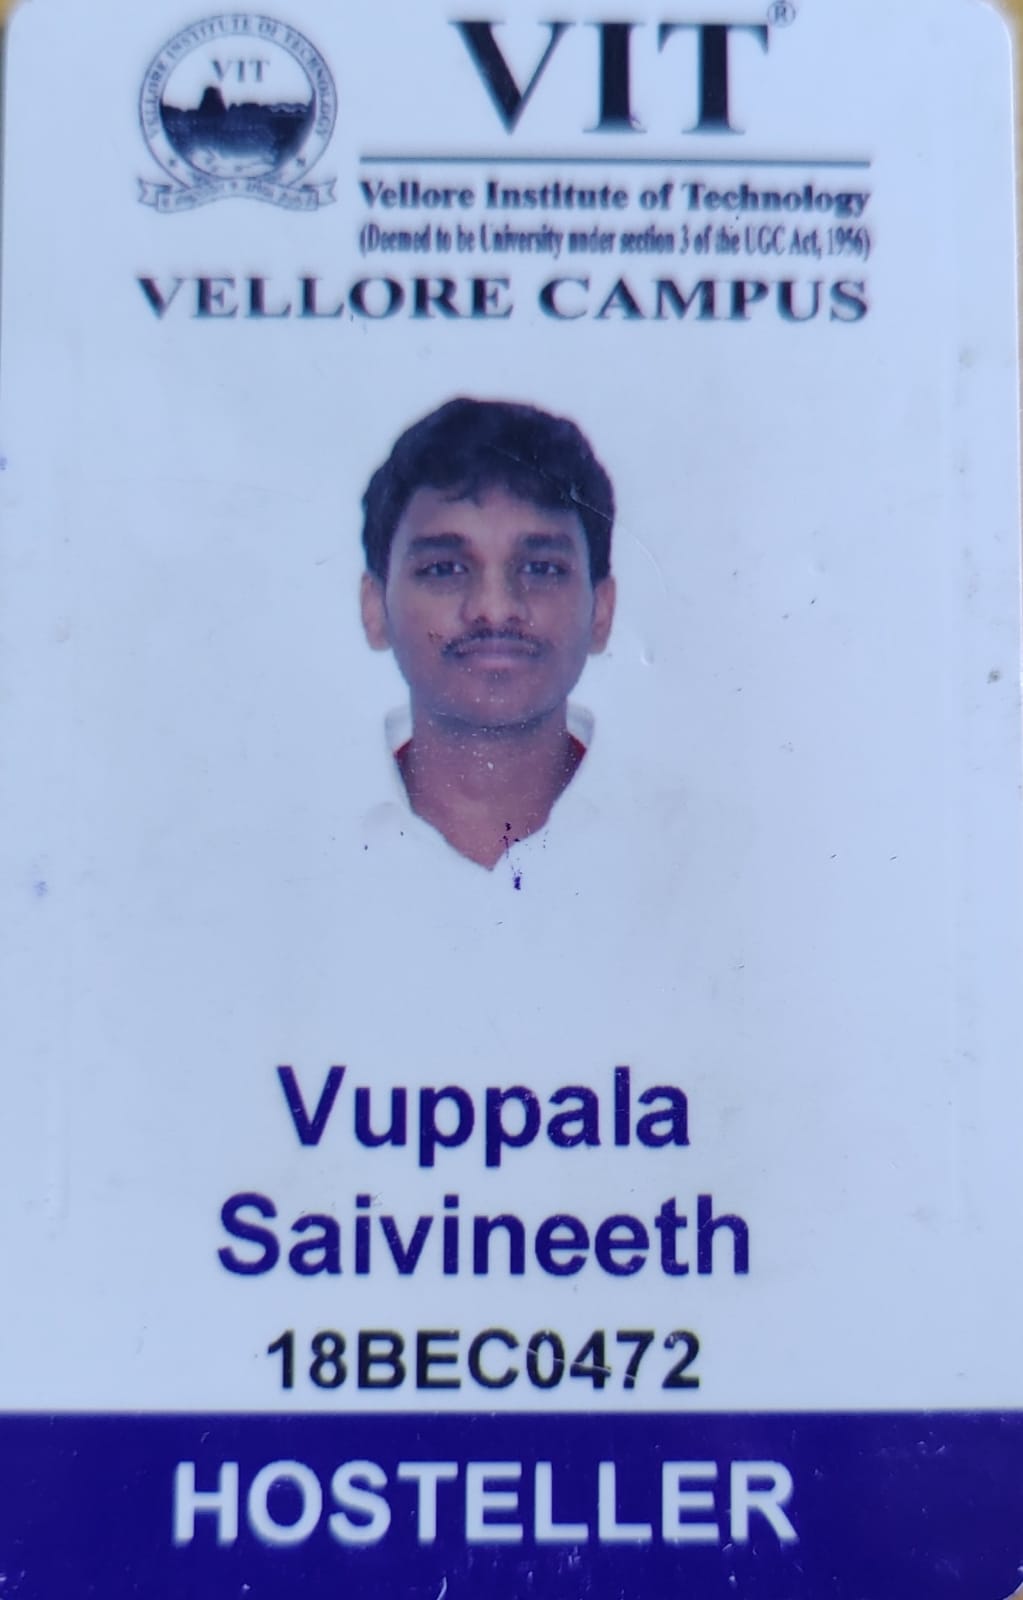 VELLORE INSTITUTE OF TECHNOLOGY
VIT
VIT®
Vellore Institute of Technology
(Deemed to be University under section 3 of the UGC Act, 1956)
VELLORE CAMPUS
Vuppala
Saivineeth
18BEC0472
HOSTELLER